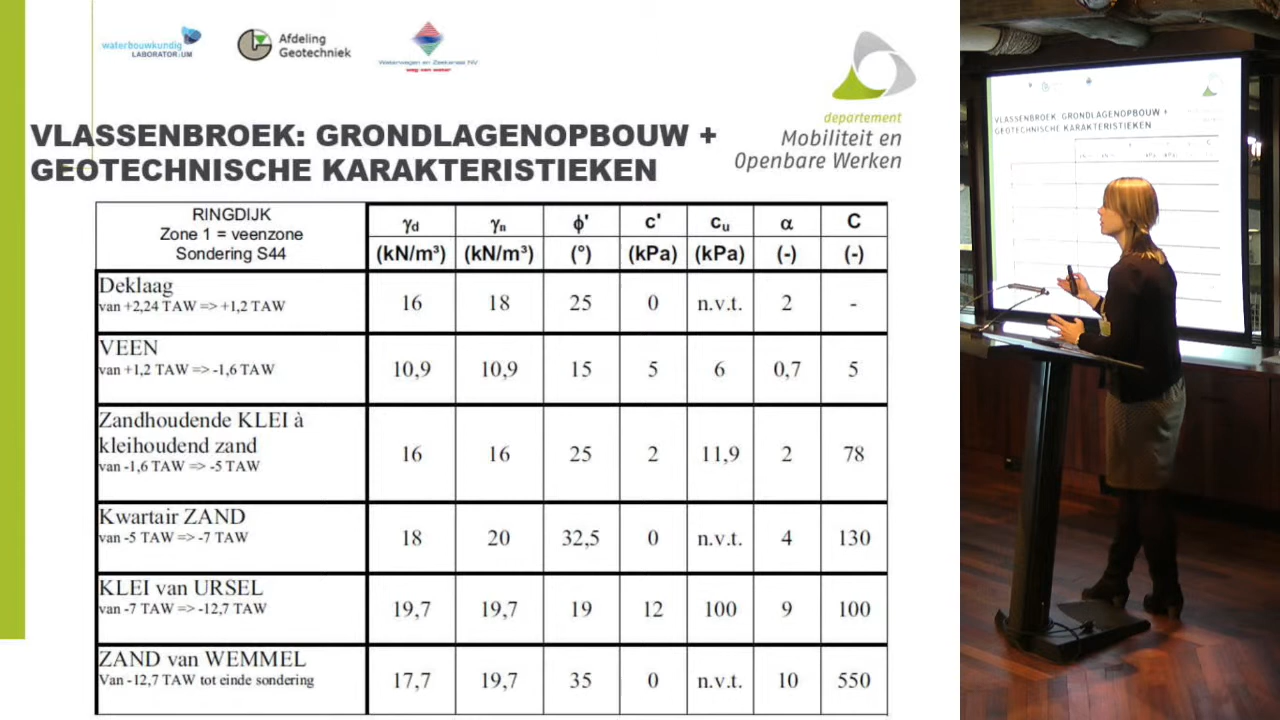 waterbouwkundig
LABORATORIUM
Afdeling
Geotechniek
Waterwegen en Zeekanaal NV
weg van water
departement
Mobiliteit en
Openbare Werken
VLASSENBROEK: GRONDLAGENOPBOUW +
GEOTECHNISCHE KARAKTERISTIEKEN
RINGDIJK
Zone 1 = veenzone
Sondering S44
γd γn ϕ' c' cu α C
(kN/m³) (kN/m³) (°) (kPa) (kPa) (-) (-)
Deklaag
van +2,24 TAW => +1,2 TAW
16 18 25 0 n.v.t. 2 -
VEEN
van +1,2 TAW => -1,6 TAW
10,9 10,9 15 5 6 0,7 5
Zandhoudende KLEI à
kleihoudend zand
van -1,6 TAW => -5 TAW
16 16 25 2 11,9 2 78
Kwartair ZAND
van -5 TAW => -7 TAW
18 20 32,5 0 n.v.t. 4 130
KLEI van URSEL
van -7 TAW => -12,7 TAW
19,7 19,7 19 12 100 9 100
ZAND van WEMMEL
Van -12,7 TAW tot einde sondering
17,7 19,7 35 0 n.v.t. 10 550
VLASSENBROEK: GRONDLAGENOPBOUW +
GEOTECHNISCHE KARAKTERISTIEKEN